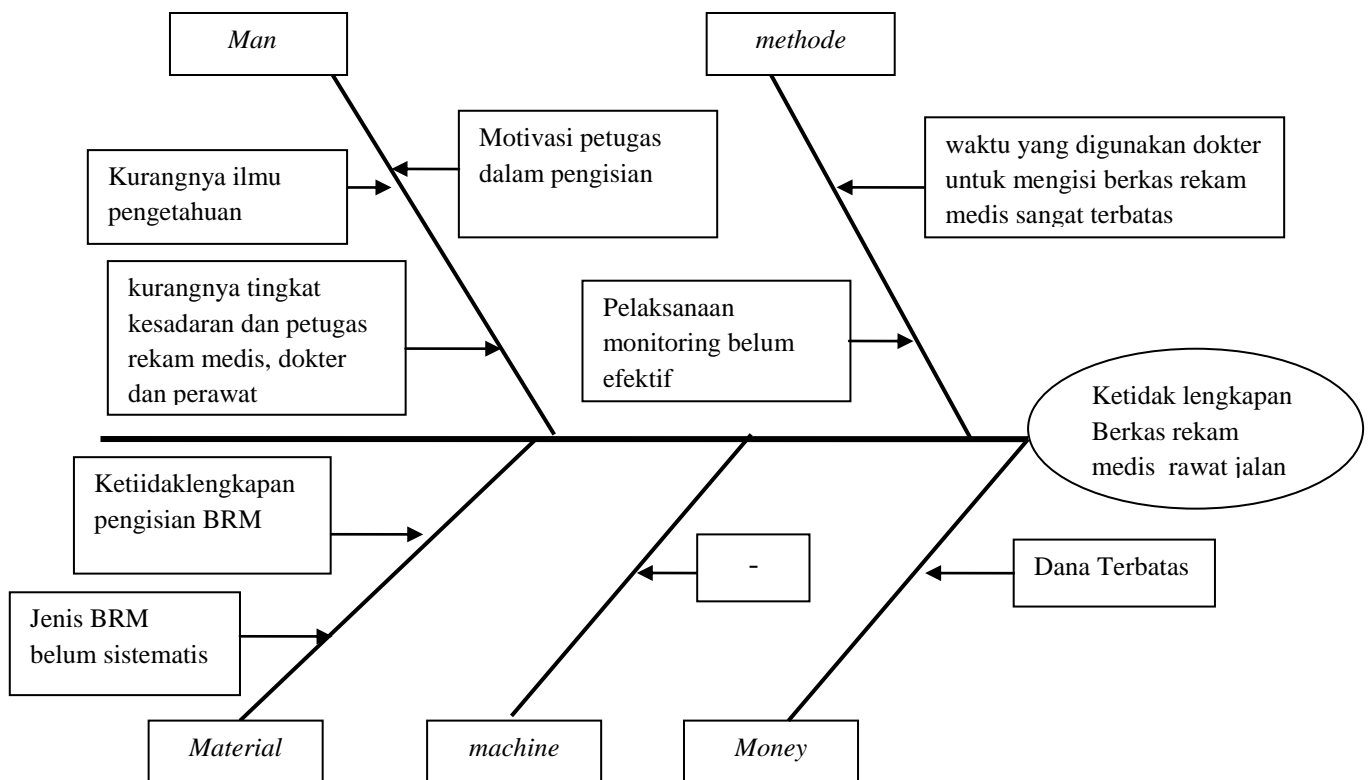 Man
methode
Motivasi petugas
dalam pengisian
waktu yang digunakan dokter
untuk mengisi berkas rekam
medis sangat terbatas
Kurangnya ilmu
pengetahuan
kurangnya tingkat
kesadaran dan petugas
rekam medis, dokter
dan perawat
Pelaksanaan
monitoring belum
efektif
Ketidak lengkapan
Berkas rekam
medis rawat jalan
Ketiidaklengkapan
pengisian BRM
-
Dana Terbatas
Jenis BRM
belum sistematis
Material
machine
Money